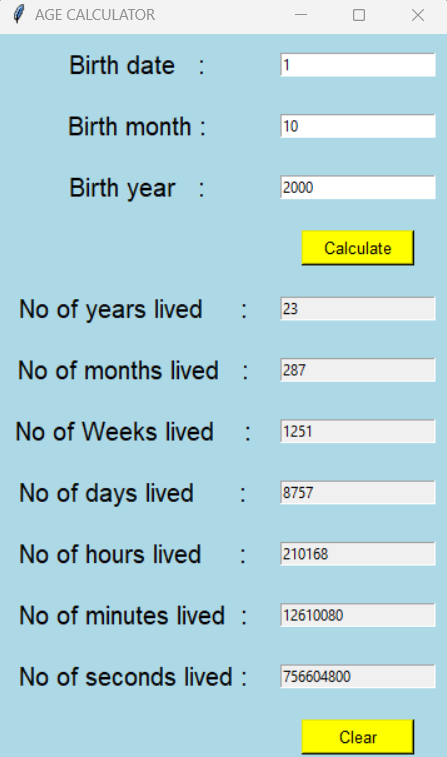 AGE CALCULATOR
Birth date : 1
Birth month : 10
Birth year : 2000
Calculate
No of years lived : 23
No of months lived : 287
No of Weeks lived : 1251
No of days lived : 8757
No of hours lived : 210168
No of minutes lived : 12610080
No of seconds lived : 756604800
Clear